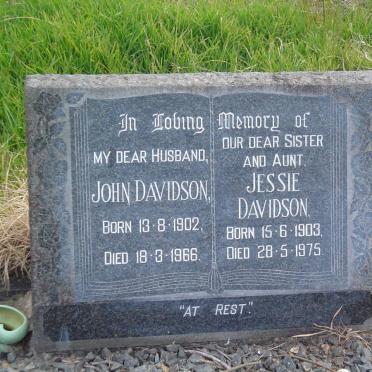 In Loving Memory of
MY DEAR HUSBAND,
JOHN DAVIDSON,
BORN 13-8-1902.
DIED 18-3-1966.
OUR DEAR SISTER
AND AUNT.
JESSIE
DAVIDSON.
BORN 15-6-1903.
DIED 28-5-1975
"AT REST".